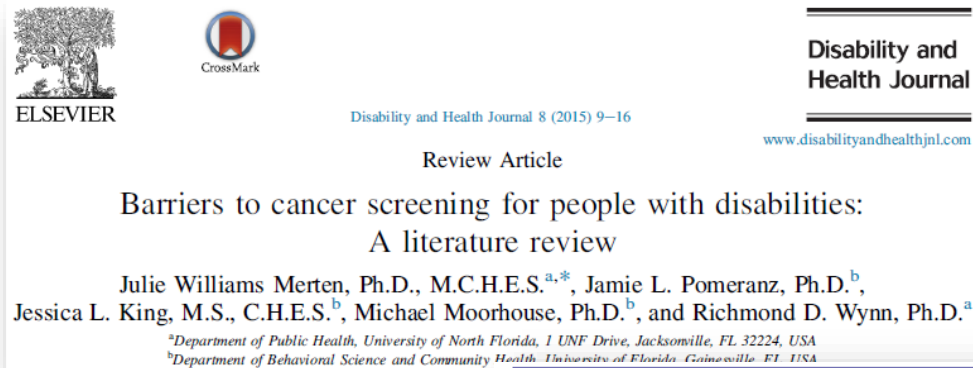 ELSEVIER
CrossMark
Disability and
Health Journal
Disability and Health Journal 8 (2015) 9–16
www.disabilityandhealthjnl.com
Review Article
Barriers to cancer screening for people with disabilities:
A literature review
Julie Williams Merten, Ph.D., M.C.H.E.S.a,*, Jamie L. Pomeranz, Ph.D.b,
Jessica L. King, M.S., C.H.E.S.b, Michael Moorhouse, Ph.D.b, and Richmond D. Wynn, Ph.D.a
aDepartment of Public Health, University of North Florida, 1 UNF Drive, Jacksonville, FL 32224, USA
bDepartment of Behavioral Science and Community Health, University of Florida, Gainesville, FL, USA